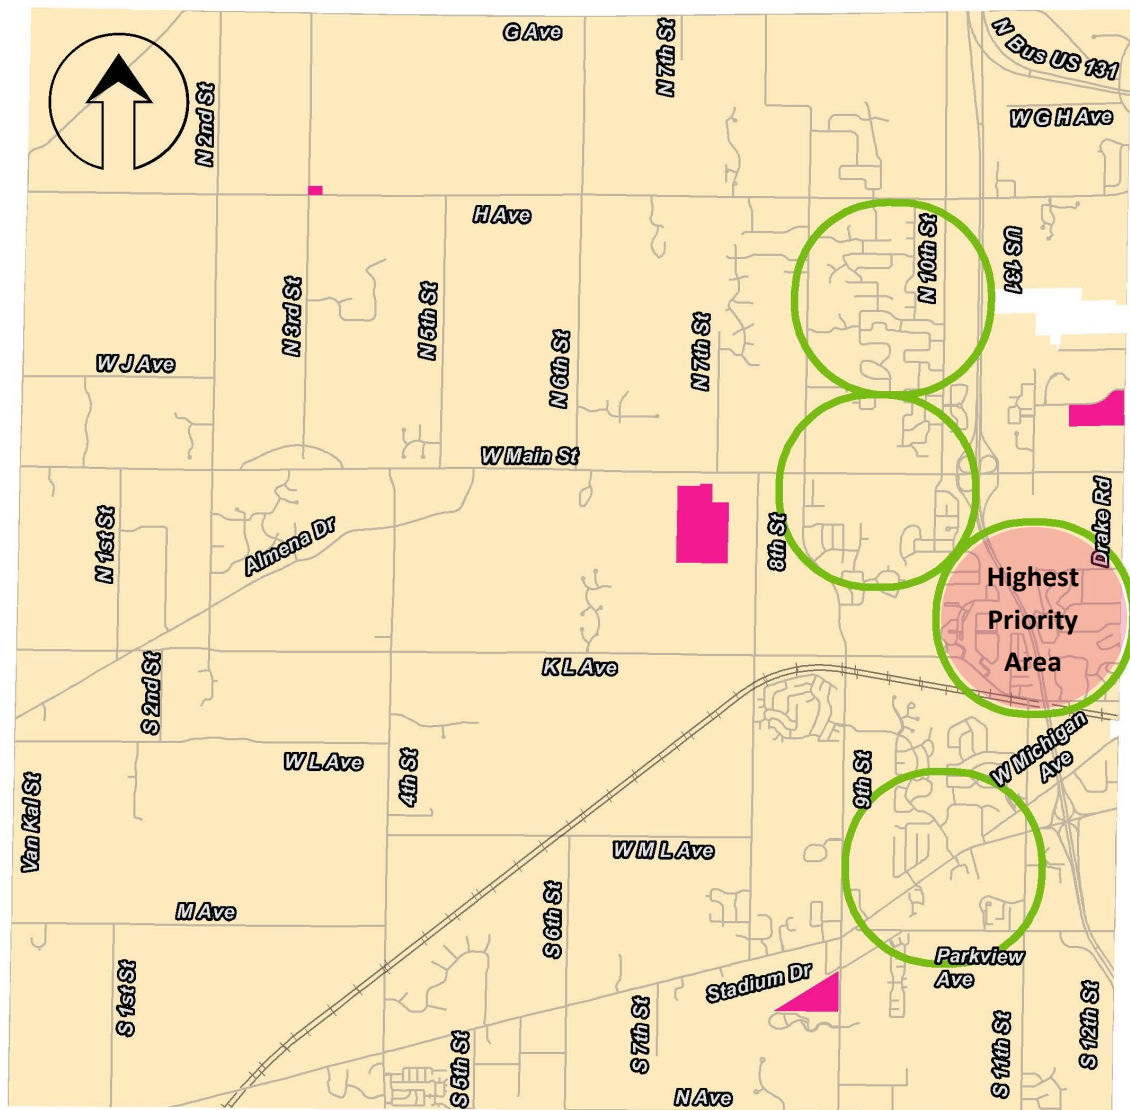 G Ave
N 7th St
N Bus US 131
W G H Ave
N 2nd St
H Ave
N 10th St
US 131
N 3rd St
N 5th St
N 6th St
N 7th St
W J Ave
W Main St
Drake Rd
N 1st St
Almena Dr
8th St
Highest
Priority
Area
K L Ave
S 2nd St
W L Ave
4th St
9th St
W Michigan
Ave
Van Kal St
W M L Ave
M Ave
S 6th St
Parkview
Ave
Stadium Dr
S 1st St
S 5th St
S 7th St
S 11th St
S 12th St
N Ave